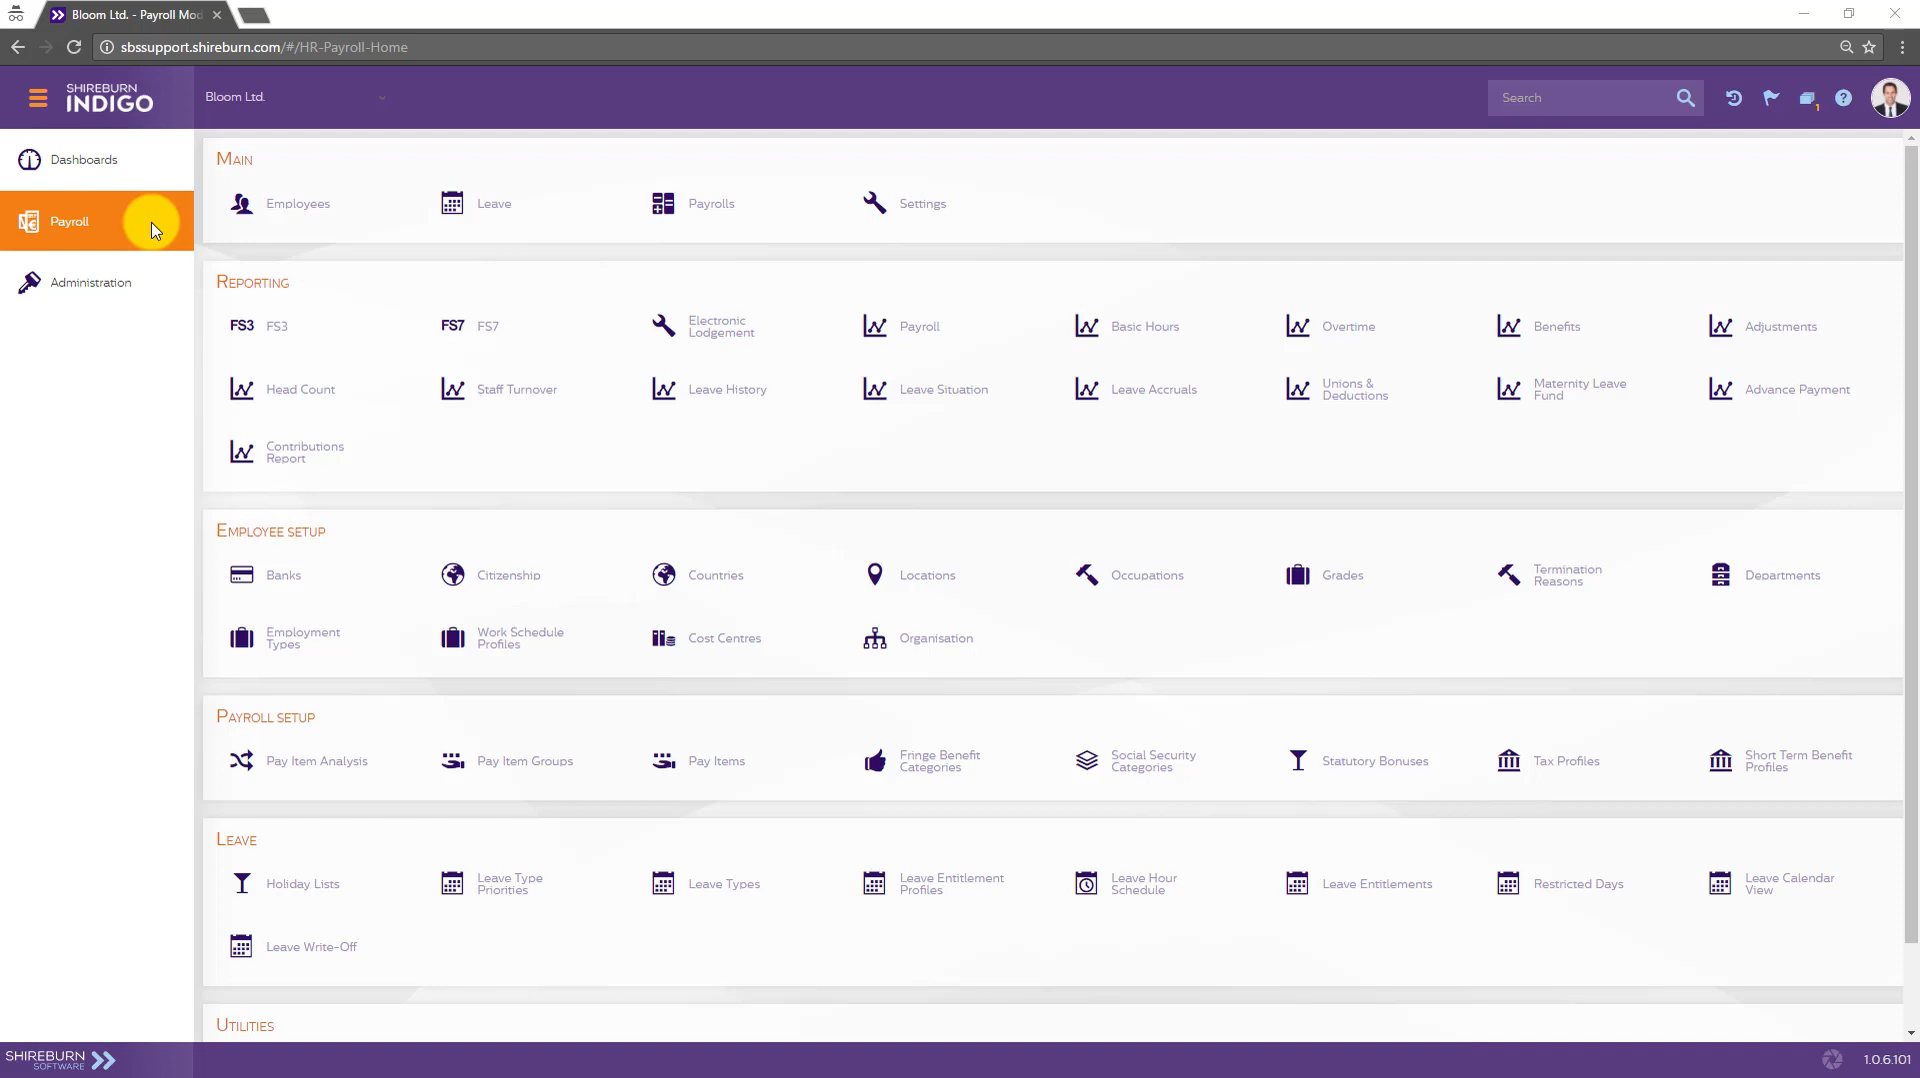 Bloom Ltd. - Payroll Mod
sbssupport.shireburn.com/#/HR-Payroll-Home
SHIREBURN
INDIGO
Bloom Ltd.
Search
1
?
Dashboards
Payroll
Administration
MAIN
Employees
Leave
Payrolls
Settings
REPORTING
FS3 FS3
FS7 FS7
Electronic
Lodgement
Payroll
Basic Hours
Overtime
Benefits
Adjustments
Head Count
Staff Turnover
Leave History
Leave Situation
Leave Accruals
Unions &
Deductions
Maternity Leave
Fund
Advance Payment
Contributions
Report
EMPLOYEE SETUP
Banks
Citizenship
Countries
Locations
Occupations
Grades
Termination
Reasons
Departments
Employment
Types
Work Schedule
Profiles
Cost Centres
Organisation
PAYROLL SETUP
Pay Item Analysis
Pay Item Groups
Pay Items
Fringe Benefit
Categories
Social Security
Categories
Statutory Bonuses
Tax Profiles
Short Term Benefit
Profiles
LEAVE
Holiday Lists
Leave Type
Priorities
Leave Types
Leave Entitlement
Profiles
Leave Hour
Schedule
Leave Entitlements
Restricted Days
Leave Calendar
View
Leave Write-Off
UTILITIES
SHIREBURN
SOFTWARE
1.0.6.101